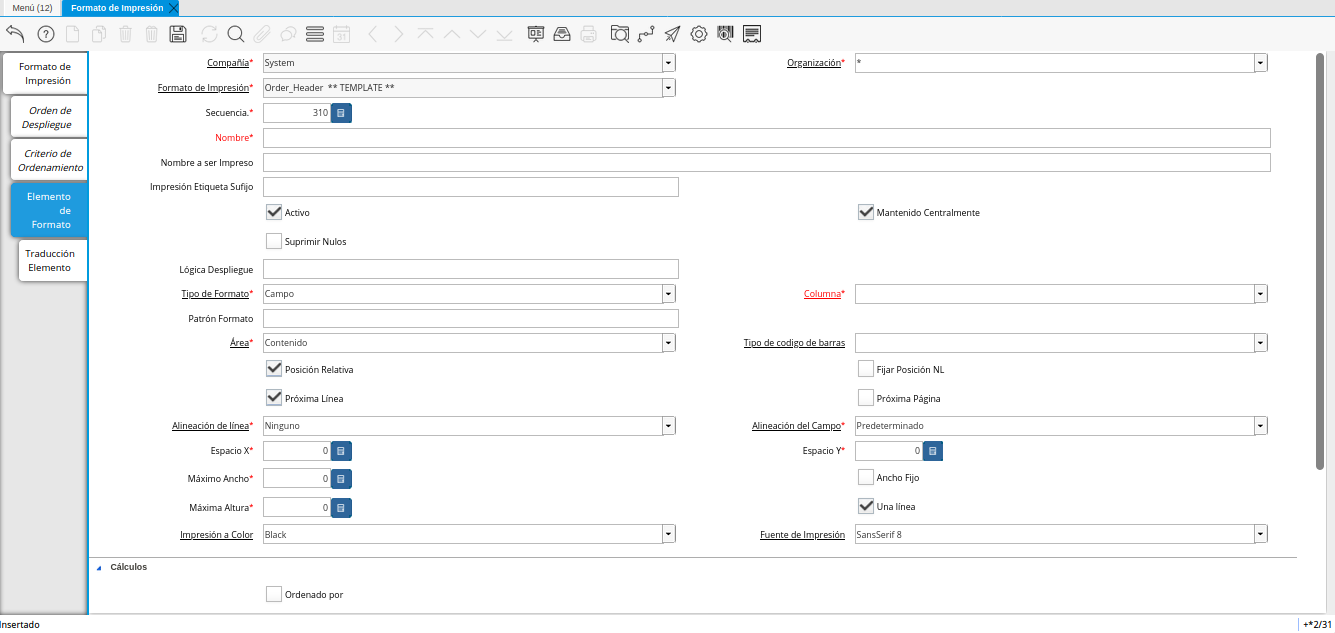 Menú (12)
Formato de Impresión
31
Formato de
Impresión
Orden de
Despliegue
Criterio de
Ordenamiento
Elemento
de
Formato
Traducción
Elemento
Compañía* System
Organización* *
Formato de Impresión* Order_Header ** TEMPLATE **
Secuencia.* 310
Nombre*
Nombre a ser Impreso
Impresión Etiqueta Sufijo
Activo
Mantenido Centralmente
Suprimir Nulos
Lógica Despliegue
Tipo de Formato* Campo
Columna*
Patrón Formato
Área* Contenido
Tipo de codigo de barras
Posición Relativa
Fijar Posición NL
Próxima Línea
Próxima Página
Alineación de línea* Ninguno
Alineación del Campo* Predeterminado
Espacio X* 0
Espacio Y* 0
Máximo Ancho* 0
Ancho Fijo
Máxima Altura* 0
Una línea
Impresión a Color Black
Fuente de Impresión SansSerif 8
Cálculos
Ordenado por
Insertado
+*2/31